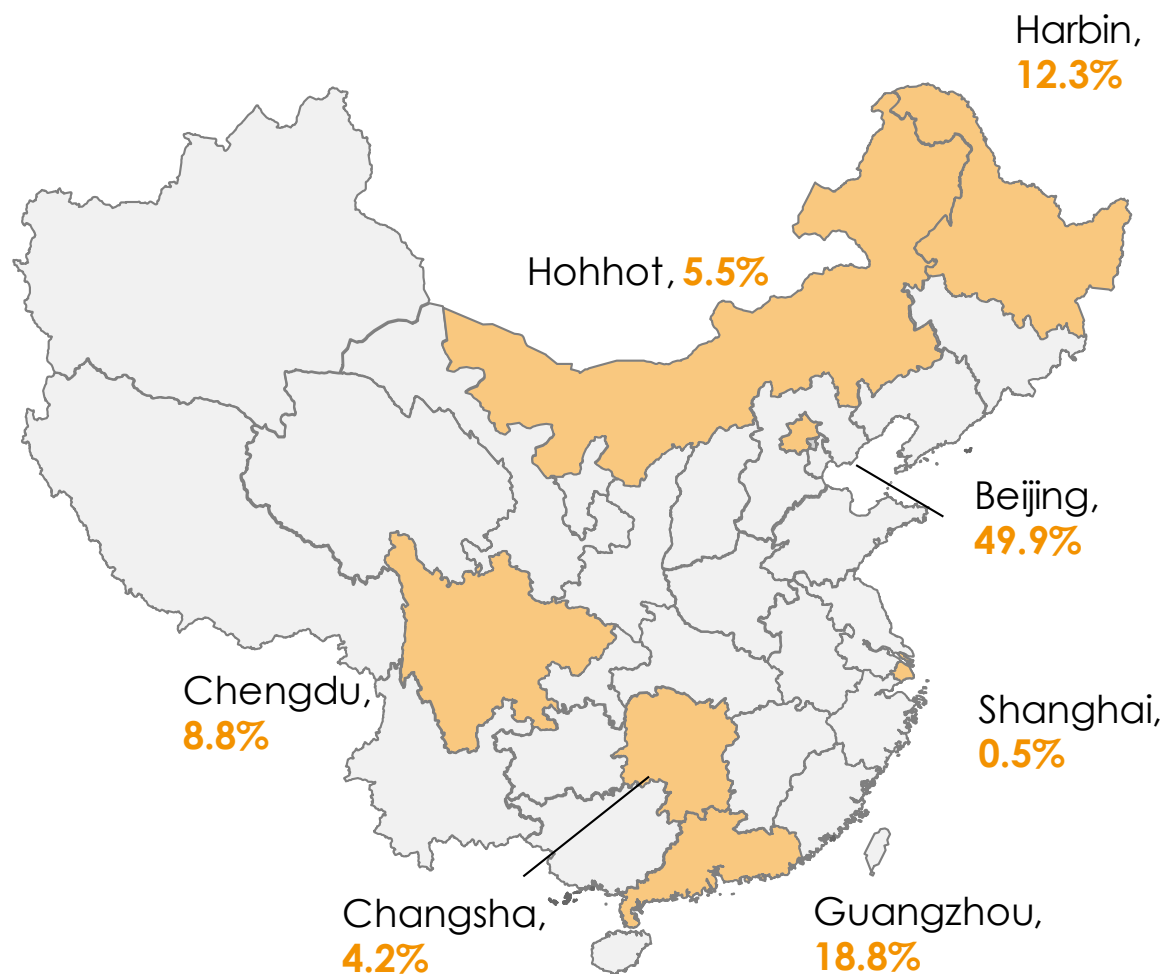 Harbin,
12.3%
Hohhot, 5.5%
Beijing,
49.9%
Chengdu,
8.8%
Shanghai,
0.5%
Changsha,
4.2%
Guangzhou,
18.8%